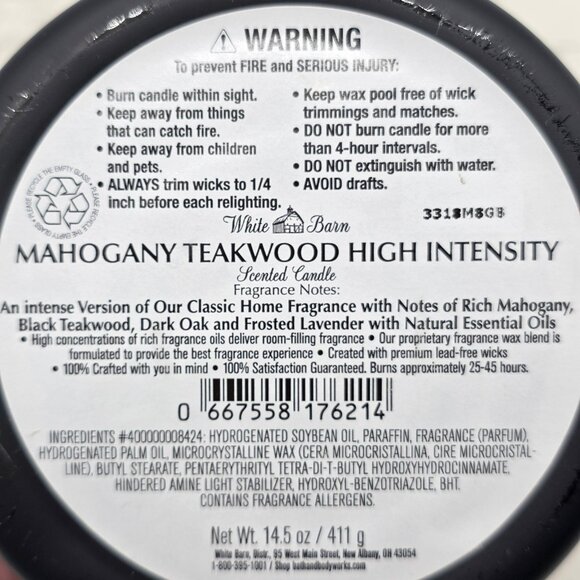 ⚠ WARNING
To prevent FIRE and SERIOUS INJURY:
• Burn candle within sight.
• Keep away from things
that can catch fire.
• Keep away from children
and pets.
• ALWAYS trim wicks to 1/4
inch before each relighting.
• Keep wax pool free of wick
trimmings and matches.
• DO NOT burn candle for more
than 4-hour intervals.
• DO NOT extinguish with water.
• AVOID drafts.
PLEASE RECYCLE THE EMPTY GLASS • PLEASE RECYCLE THE EMPTY GLASS •
White Barn
3318M8GB
MAHOGANY TEAKWOOD HIGH INTENSITY
Scented Candle
Fragrance Notes:
An intense Version of Our Classic Home Fragrance with Notes of Rich Mahogany,
Black Teakwood, Dark Oak and Frosted Lavender with Natural Essential Oils
• High concentrations of rich fragrance oils deliver room-filling fragrance • Our proprietary fragrance wax blend is
formulated to provide the best fragrance experience • Created with premium lead-free wicks
• 100% Crafted with you in mind • 100% Satisfaction Guaranteed. Burns approximately 25-45 hours.
0 667558 176214
INGREDIENTS #400000008424: HYDROGENATED SOYBEAN OIL, PARAFFIN, FRAGRANCE (PARFUM),
HYDROGENATED PALM OIL, MICROCRYSTALLINE WAX (CERA MICROCRISTALLINA, CIRE MICROCRISTAL-
LINE), BUTYL STEARATE, PENTAERYTHRITYL TETRA-DI-T-BUTYL HYDROXYHYDROCINNAMATE,
HINDERED AMINE LIGHT STABILIZER, HYDROXYL-BENZOTRIAZOLE, BHT.
CONTAINS FRAGRANCE ALLERGENS.
Net Wt. 14.5 oz / 411 g
White Barn, Distr., 95 West Main Street, New Albany, OH 43054
1-800-395-1001 / Shop bathandbodyworks.com